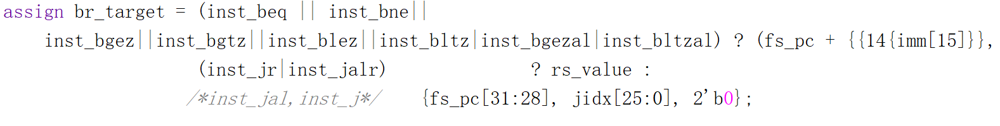 assign br_target = (inst_beq || inst_bne||
inst_bgez||inst_bgtz||inst_blez||inst_bltz|inst_bgezal|inst_bltzal) ? (fs_pc + {{14{imm[15]}},
(inst_jr|inst_jalr) ? rs_value :
/*inst_jal,inst_j*/ {fs_pc[31:28], jidx[25:0], 2'b0};